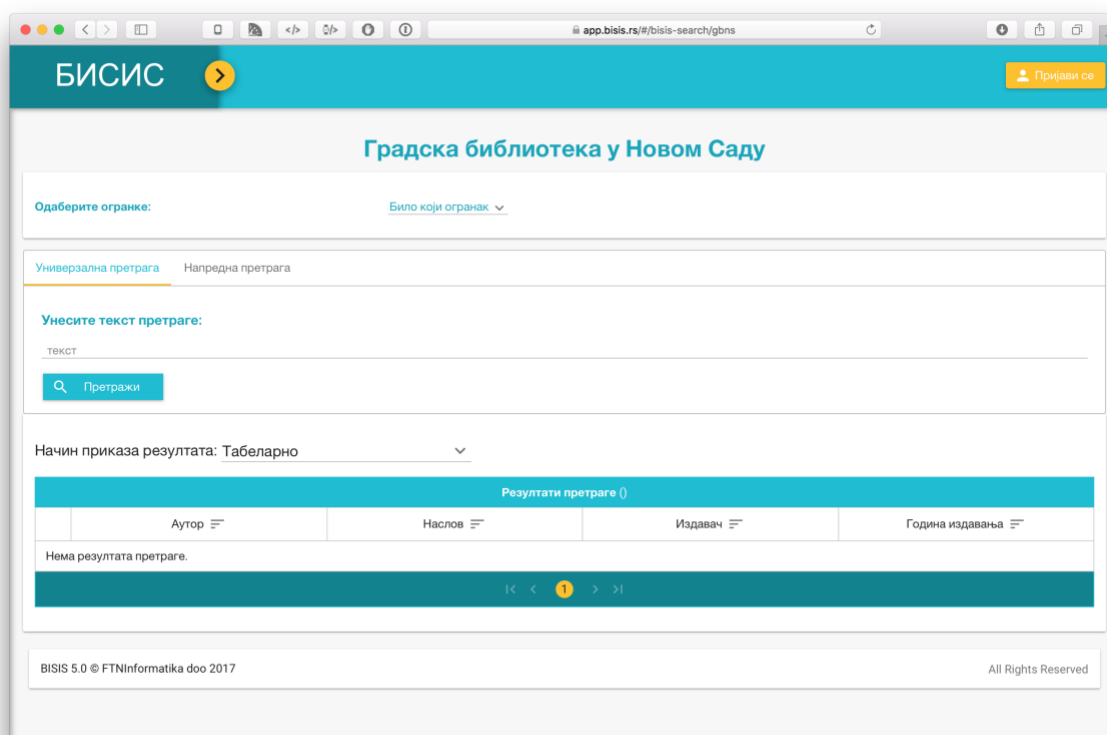 app.bisis.rs/#/bisis-search/gbns
БИСИС
Пријави се
Градска библиотека у Новом Саду
Одаберите огранке: Било који огранак
Универзална претрага Напредна претрага
Унесите текст претраге:
текст
Претражи
Начин приказа резултата: Табеларно
Резултати претраге ()
Аутор Наслов Издавач Година издавања
Нема резултата претраге.
1
BISIS 5.0 © FTNInformatika doo 2017 All Rights Reserved